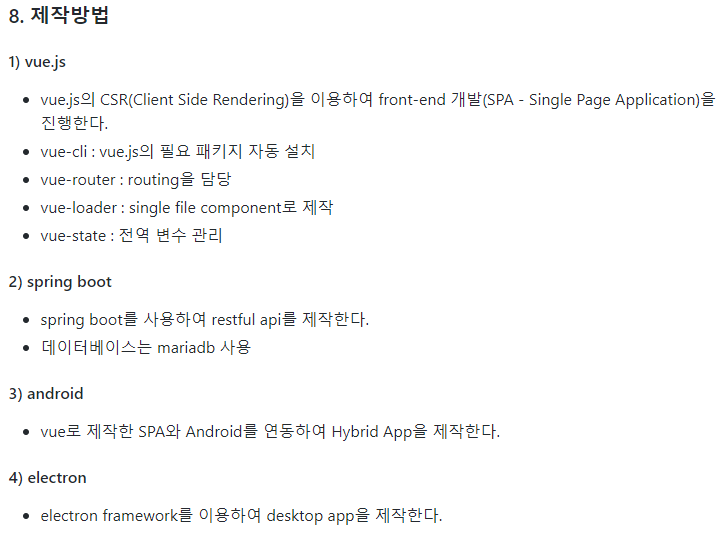 8. 제작방법
1) vue.js
• vue.js의 CSR(Client Side Rendering)을 이용하여 front-end 개발(SPA - Single Page Application)을
진행한다.
• vue-cli : vue.js의 필요 패키지 자동 설치
• vue-router : routing을 담당
• vue-loader : single file component로 제작
• vue-state : 전역 변수 관리
2) spring boot
• spring boot를 사용하여 restful api를 제작한다.
• 데이터베이스는 mariadb 사용
3) android
• vue로 제작한 SPA와 Android를 연동하여 Hybrid App을 제작한다.
4) electron
• electron framework를 이용하여 desktop app을 제작한다.